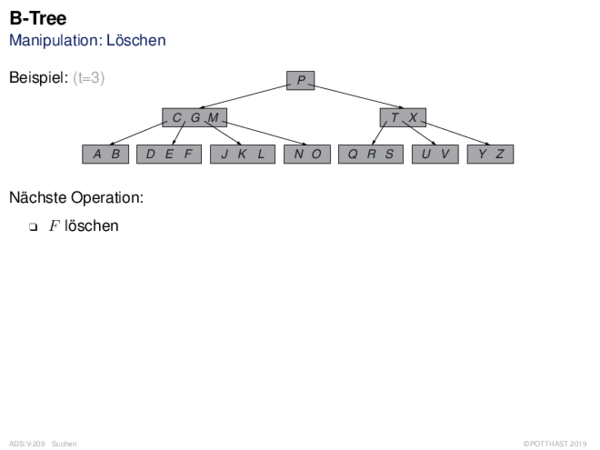 B-Tree
Manipulation: Löschen
Beispiel: (t=3)
P
C G M
T X
A B
D E F
J K L
N O
Q R S
U V
Y Z
Nächste Operation:
❏ F löschen
ADS:V-209 Suchen
©POTTHAST 2019